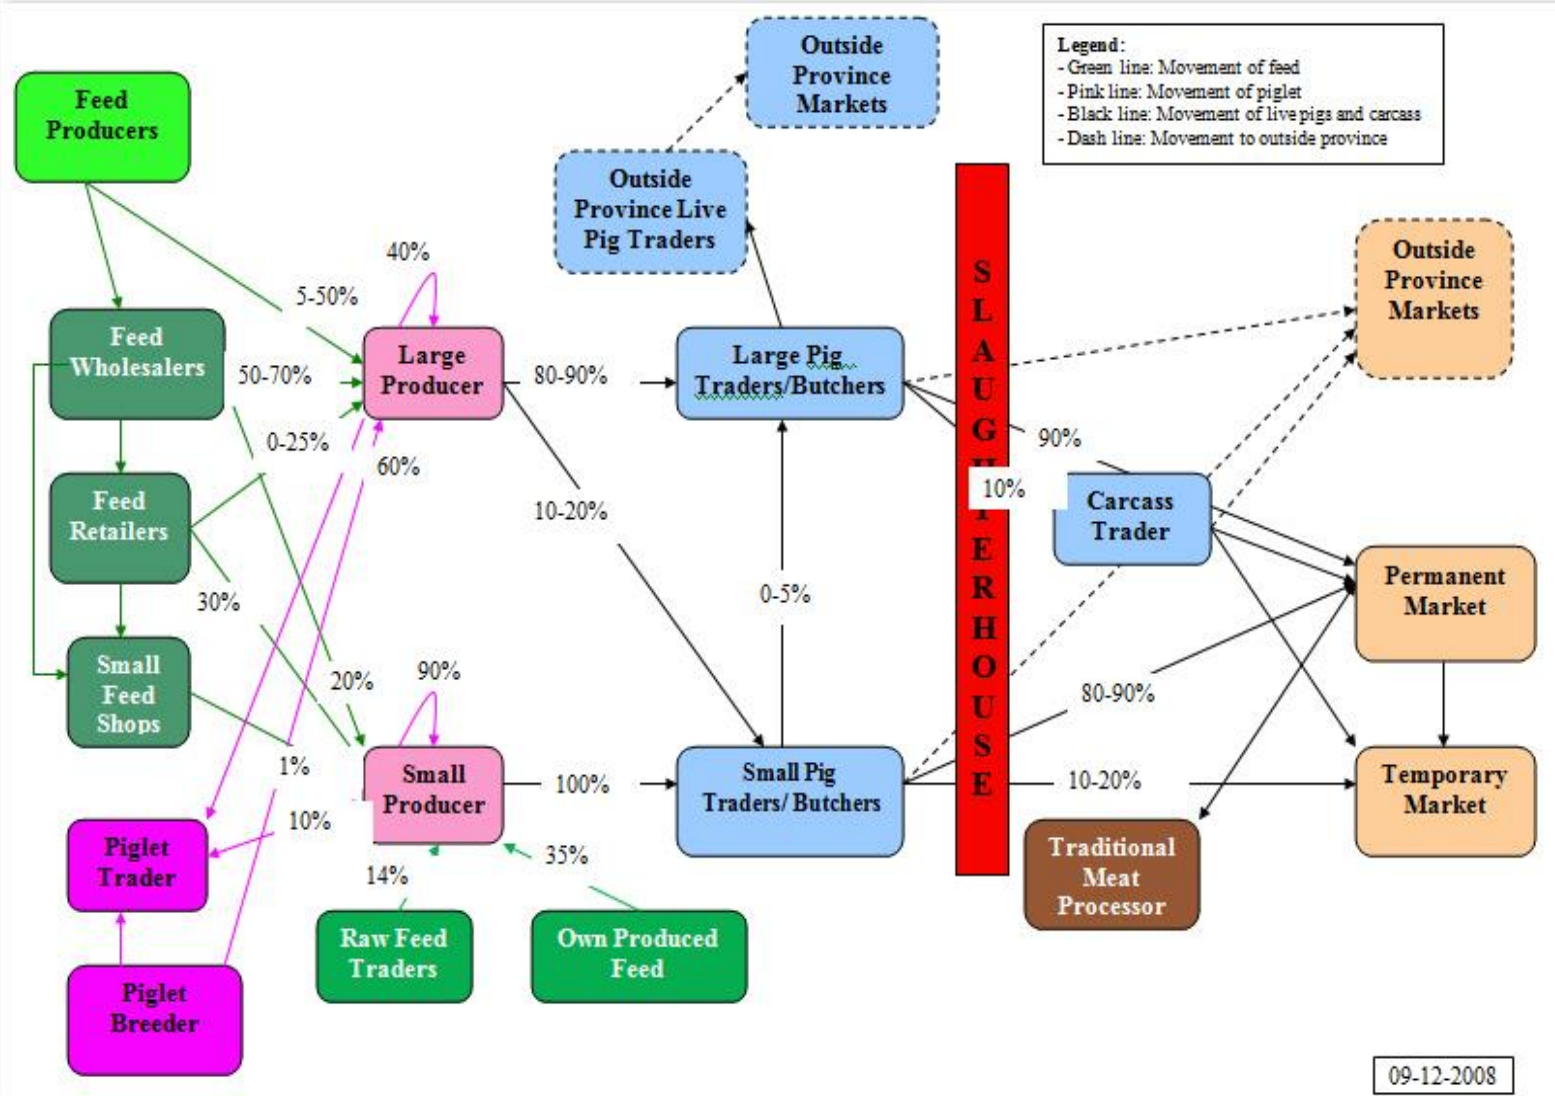 Outside
Province
Markets
Legend:
- Green line: Movement of feed
- Pink line: Movement of piglet
- Black line: Movement of live pigs and carcass
- Dash line: Movement to outside province
Feed
Producers
Outside
Province Live
Pig Traders
Outside
Province
Markets
40%
5-50%
Feed
Wholesalers
50-70%
Large
Producer
80-90%
Large Pig
Traders/Butchers
S
L
A
U
G
H
T
E
R
H
O
U
S
E
90%
0-25%
60%
10%
Feed
Retailers
10-20%
Carcass
Trader
Permanent
Market
30%
0-5%
Small
Feed
Shops
20%
90%
80-90%
1%
Small
Producer
100%
Small Pig
Traders/ Butchers
10-20%
Temporary
Market
10%
Piglet
Trader
14%
35%
Traditional
Meat
Processor
Raw Feed
Traders
Own Produced
Feed
Piglet
Breeder
09-12-2008